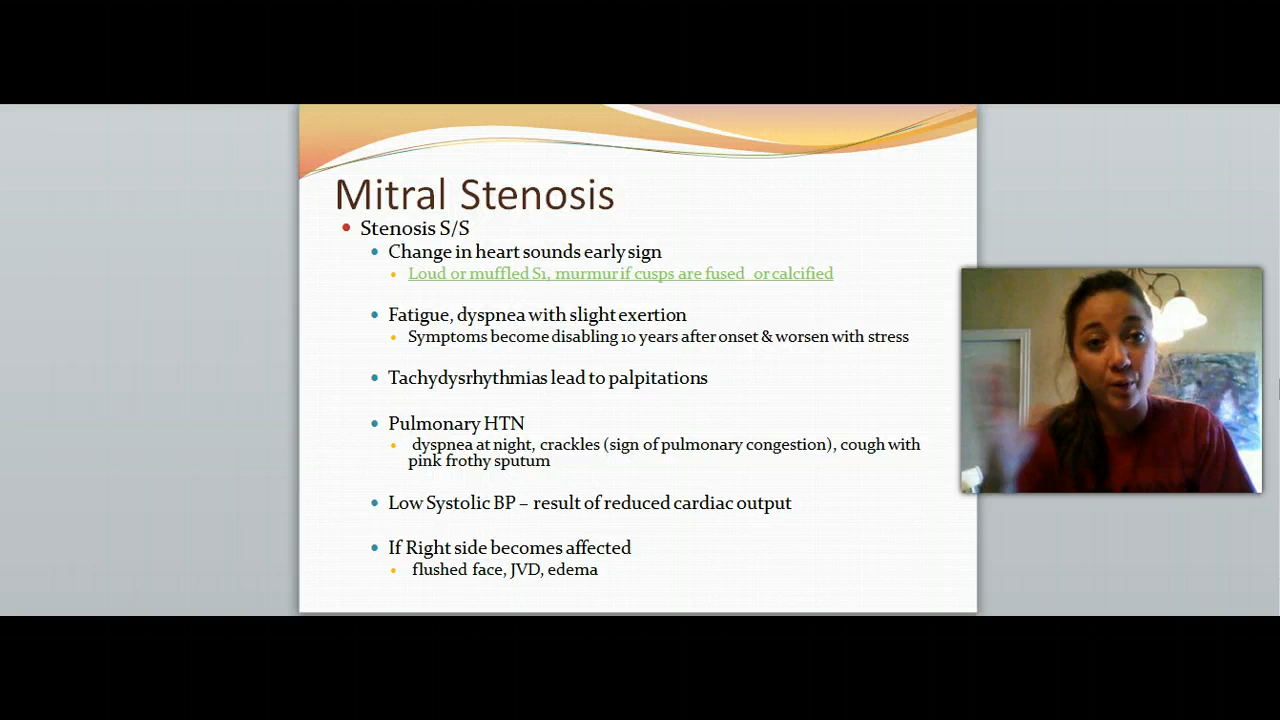 Mitral Stenosis
Stenosis S/S
Change in heart sounds early sign
Loud or muffled S1, murmur if cusps are fused or calcified
Fatigue, dyspnea with slight exertion
Symptoms become disabling 10 years after onset & worsen with stress
Tachydysrhythmias lead to palpitations
Pulmonary HTN
dyspnea at night, crackles (sign of pulmonary congestion), cough with
pink frothy sputum
Low Systolic BP – result of reduced cardiac output
If Right side becomes affected
flushed face, JVD, edema